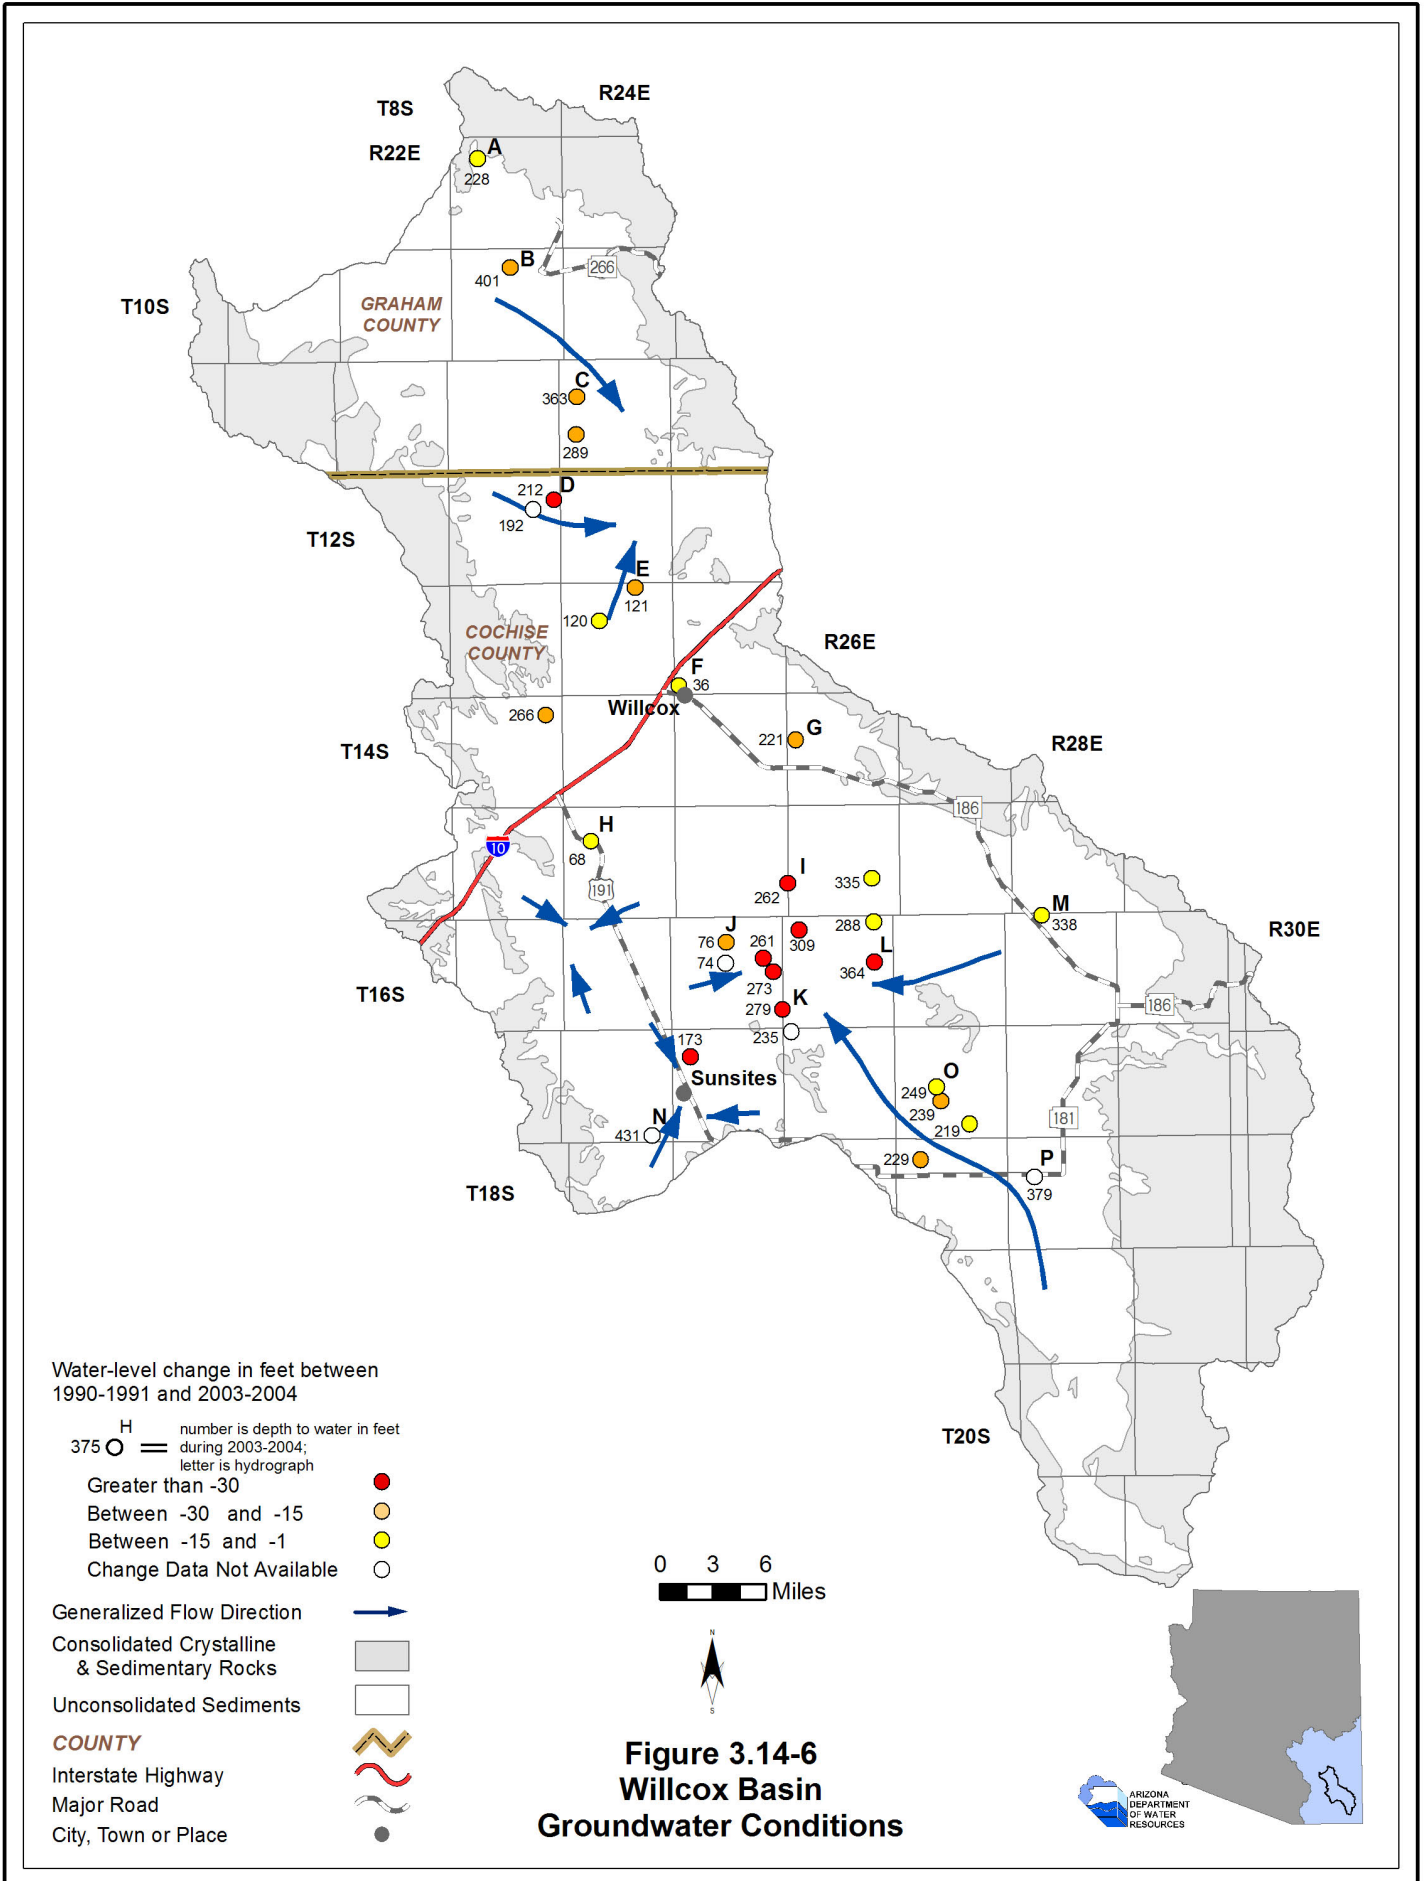 T8S
R24E
R22E
A
228
B
401
266
T10S
GRAHAM
COUNTY
C
363
289
212
D
192
T12S
E
121
120
COCHISE
COUNTY
R26E
F
36
Willcox
266
G
221
T14S
R28E
186
H
68
10
191
I
262
335
M
338
288
R30E
J
76
261
309
L
364
74
273
T16S
K
279
186
235
173
Sunsites
O
249
239
219
181
N
431
229
P
379
T18S
T20S
Water-level change in feet between
1990-1991 and 2003-2004
H
375
number is depth to water in feet
during 2003-2004;
letter is hydrograph
Greater than -30
Between -30 and -15
Between -15 and -1
Change Data Not Available
Generalized Flow Direction
Consolidated Crystalline
& Sedimentary Rocks
Unconsolidated Sediments
COUNTY
Interstate Highway
Major Road
City, Town or Place
0 3 6
Miles
N
S
Figure 3.14-6
Willcox Basin
Groundwater Conditions
ARIZONA
DEPARTMENT
OF WATER
RESOURCES